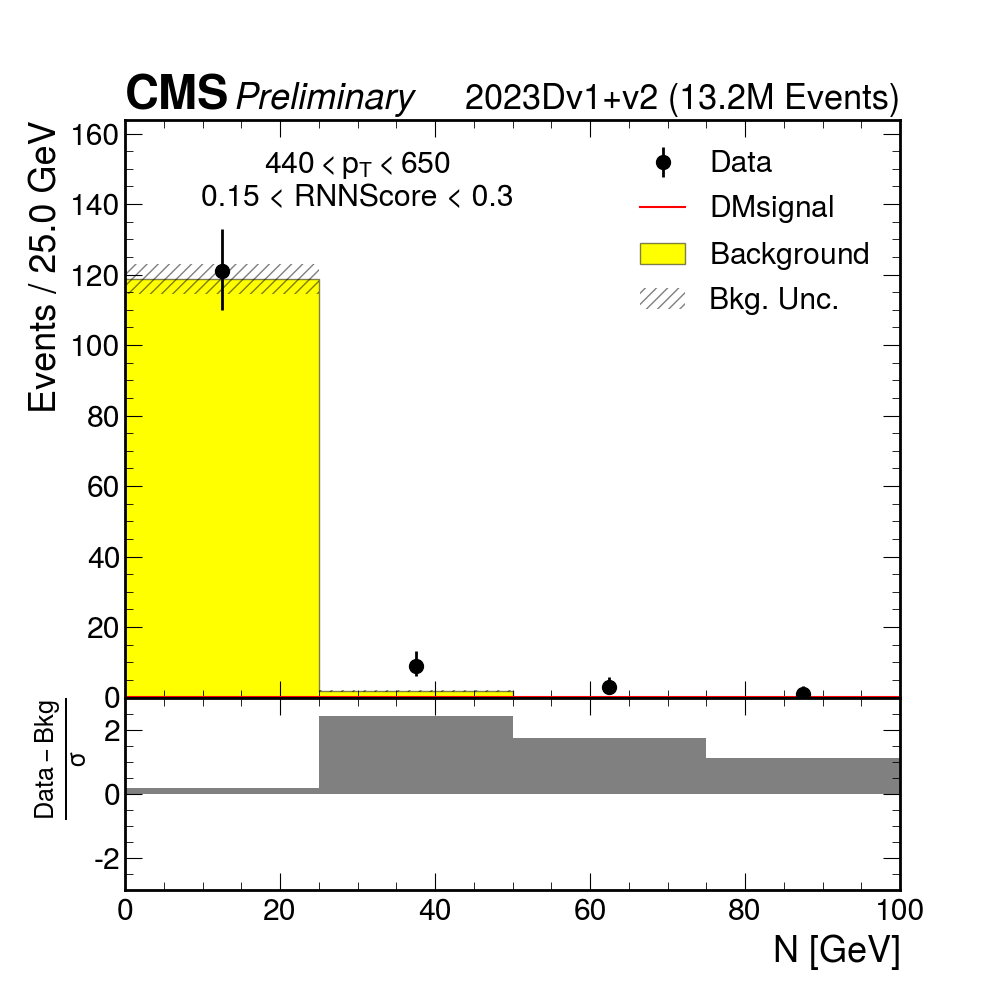 CMS Preliminary 2023Dv1+v2 (13.2M Events)
Events / 25.0 GeV
160
140
120
100
80
60
40
20
0
440 < pT < 650
0.15 < RNNScore < 0.3
Data
DMsignal
Background
Bkg. Unc.
Data − Bkg
σ
2
0
-2
0 20 40 60 80 100
N [GeV]